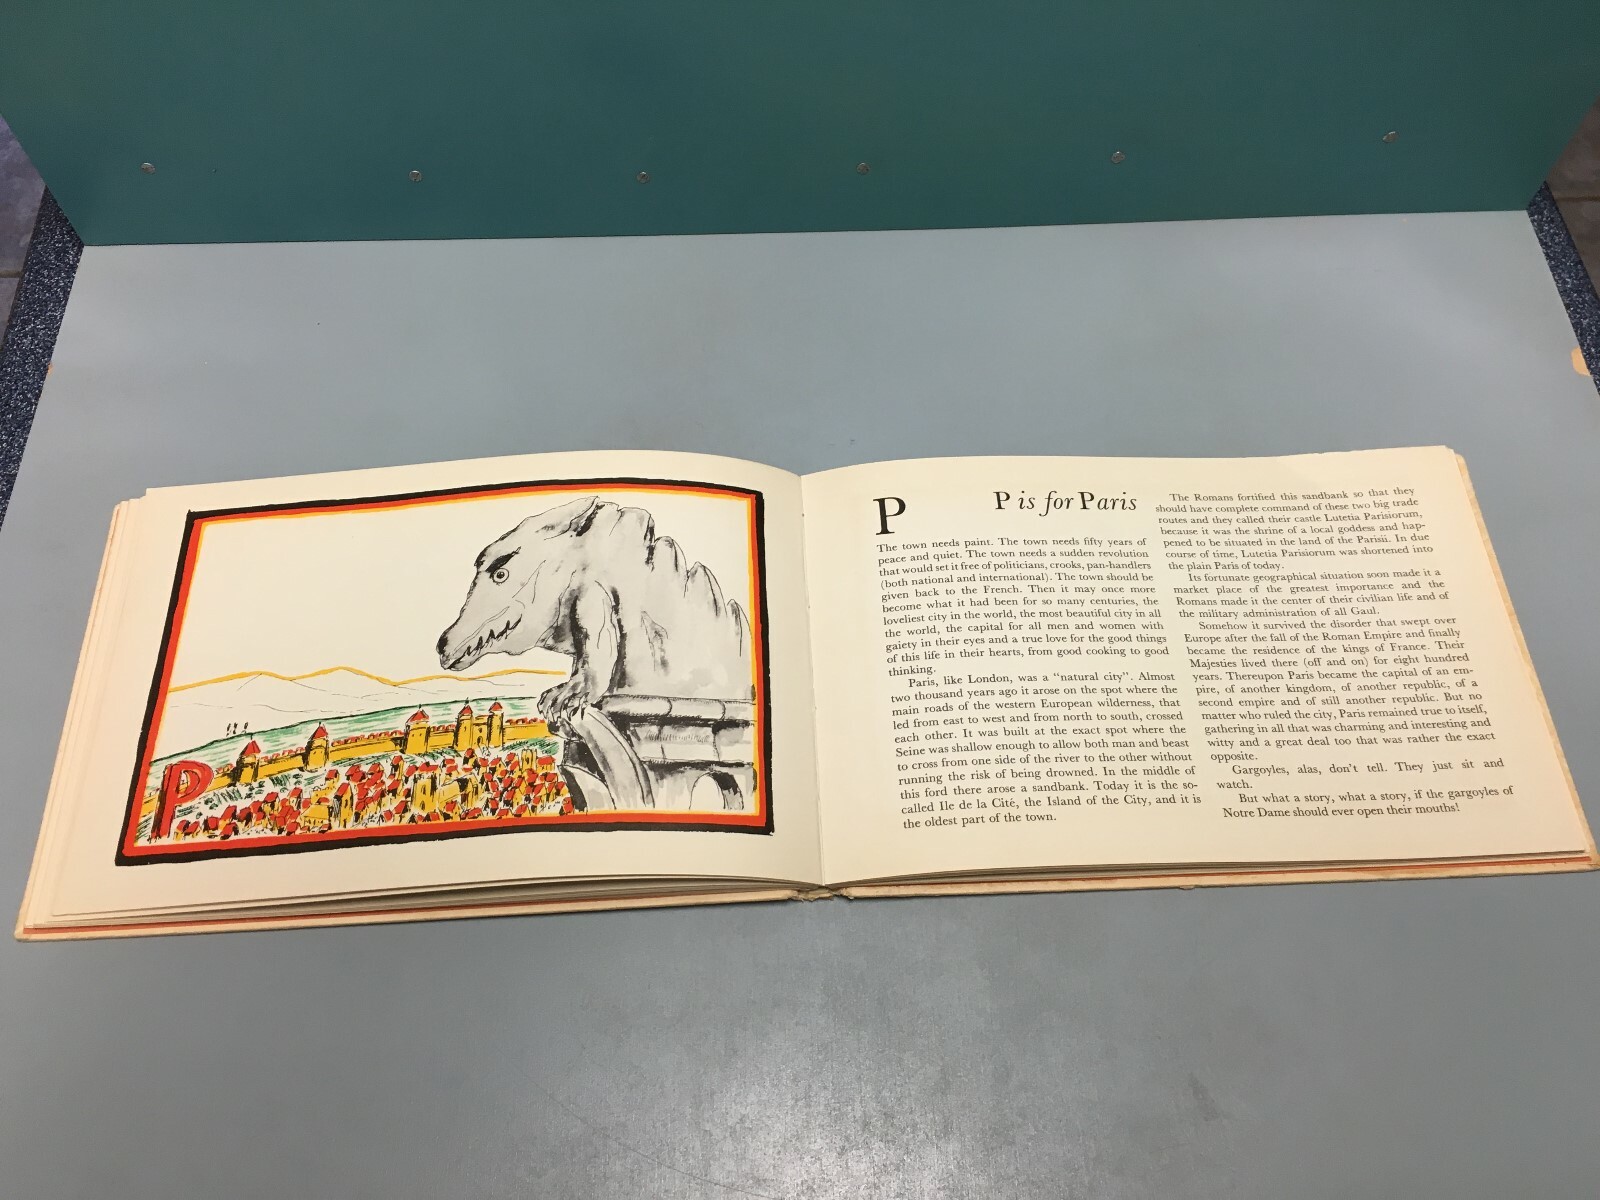 P
P
P is for Paris
The town needs paint. The town needs fifty years of
peace and quiet. The town needs a sudden revolution
that would set it free of politicians, crooks, pan-handlers
(both national and international). The town should be
given back to the French. Then it may once more
become what it had been for so many centuries, the
loveliest city in the world, the most beautiful city in all
the world, the capital for all men and women with
gaiety in their eyes and a true love for the good things
of this life in their hearts, from good cooking to good
thinking.
Paris, like London, was a "natural city". Almost
two thousand years ago it arose on the spot where the
main roads of the western European wilderness, that
led from east to west and from north to south, crossed
each other. It was built at the exact spot where the
Seine was shallow enough to allow both man and beast
to cross from one side of the river to the other without
running the risk of being drowned. In the middle of
this ford there arose a sandbank. Today it is the so-
called Ile de la Cité, the Island of the City, and it is
the oldest part of the town.
The Romans fortified this sandbank so that they
should have complete command of these two big trade
routes and they called their castle Lutetia Parisiorum,
because it was the shrine of a local goddess and hap-
pened to be situated in the land of the Parisii. In due
course of time, Lutetia Parisiorum was shortened into
the plain Paris of today.
Its fortunate geographical situation soon made it a
market place of the greatest importance and the
Romans made it the center of their civilian life and of
the military administration of all Gaul.
Somehow it survived the disorder that swept over
Europe after the fall of the Roman Empire and finally
became the residence of the kings of France. Their
Majesties lived there (off and on) for eight hundred
years. Thereupon Paris became the capital of an em-
pire, of another kingdom, of another republic, of a
second empire and of still another republic. But no
matter who ruled the city, Paris remained true to itself,
gathering in all that was charming and interesting and
witty and a great deal too that was rather the exact
opposite.
Gargoyles, alas, don't tell. They just sit and
watch.
But what a story, what a story, if the gargoyles of
Notre Dame should ever open their mouths!